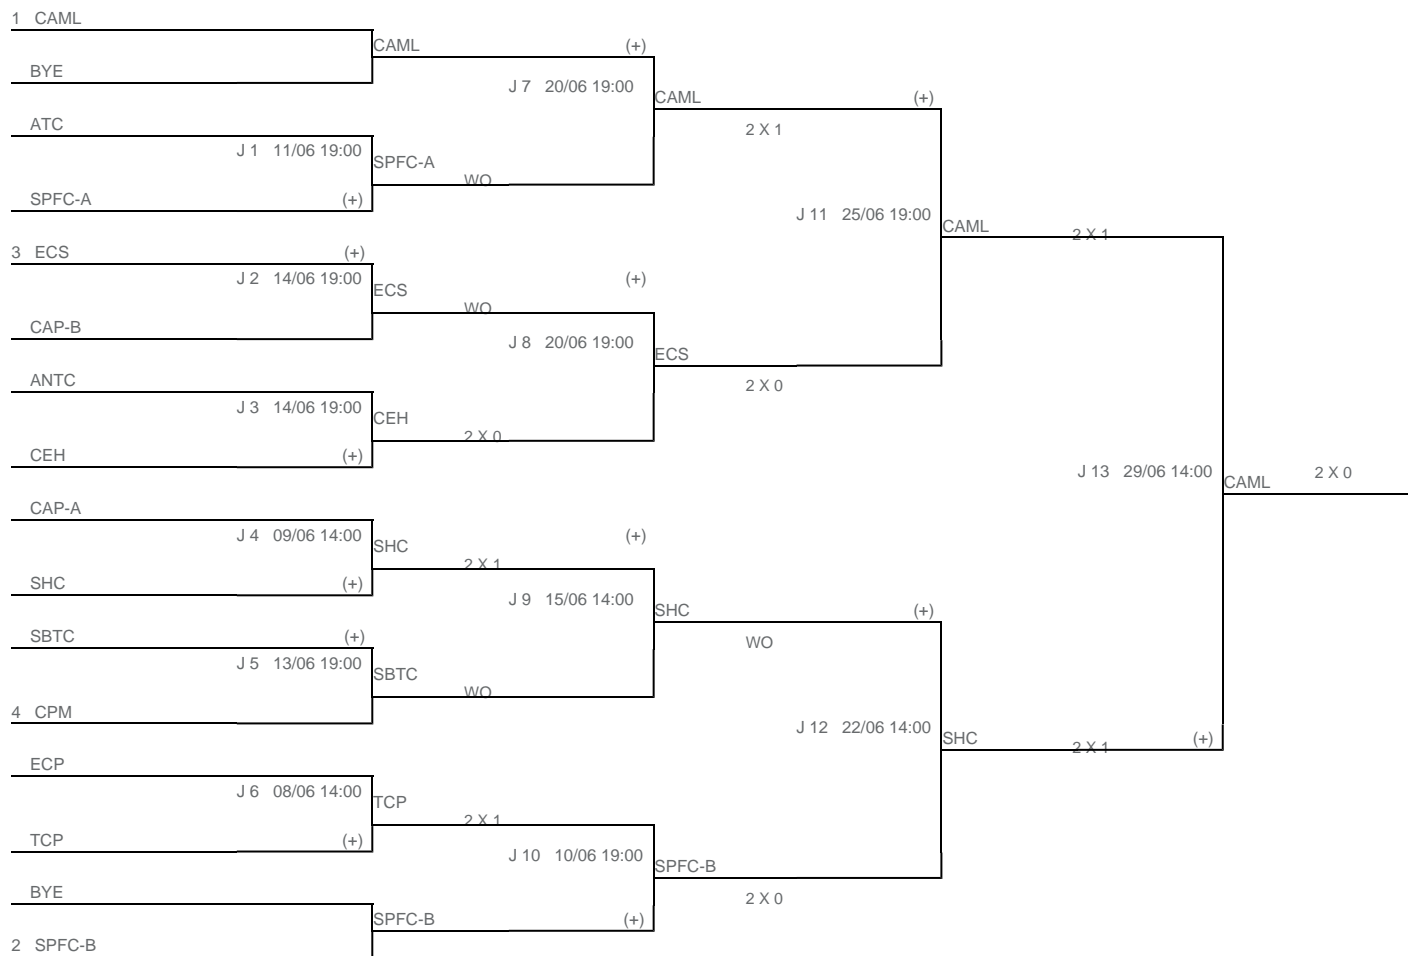 1 CAML
CAML (+)
BYE
J 7 20/06 19:00
CAML (+)
ATC
2 X 1
J 1 11/06 19:00
SPFC-A
WO
SPFC-A (+)
J 11 25/06 19:00
CAML
2 X 1
3 ECS (+)
J 2 14/06 19:00
(+)
ECS
WO
CAP-B
J 8 20/06 19:00
ECS
ANTC
2 X 0
J 3 14/06 19:00
CEH
2 X 0
CEH (+)
J 13 29/06 14:00
CAML
2 X 0
CAP-A
J 4 09/06 14:00
(+)
SHC
2 X 1
SHC (+)
J 9 15/06 14:00
SHC (+)
SBTC (+)
WO
J 5 13/06 19:00
SBTC
WO
4 CPM
J 12 22/06 14:00
SHC
2 X 1
(+)
ECP
J 6 08/06 14:00
TCP
2 X 1
TCP (+)
J 10 10/06 19:00
SPFC-B
BYE
2 X 0
SPFC-B (+)
2 SPFC-B